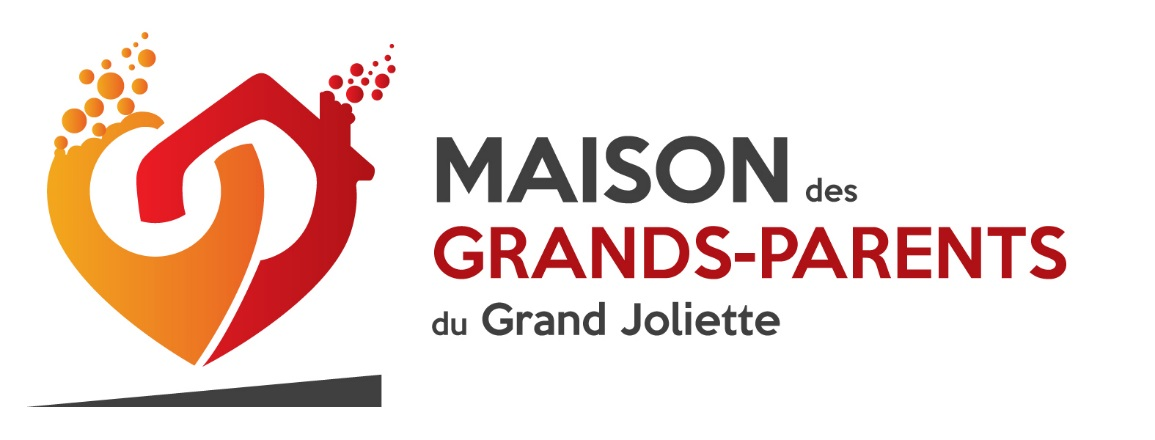 MAISON des
GRANDS-PARENTS
du Grand Joliette